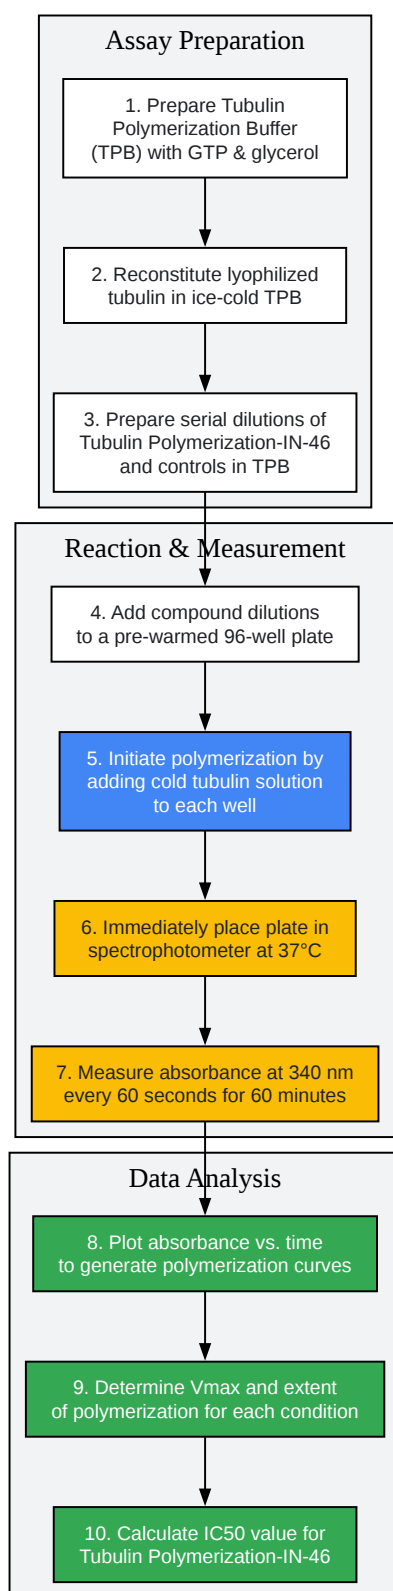 Assay Preparation
1. Prepare Tubulin
Polymerization Buffer
(TPB) with GTP & glycerol
2. Reconstitute lyophilized
tubulin in ice-cold TPB
3. Prepare serial dilutions of
Tubulin Polymerization-IN-46
and controls in TPB
Reaction & Measurement
4. Add compound dilutions
to a pre-warmed 96-well plate
5. Initiate polymerization by
adding cold tubulin solution
to each well
6. Immediately place plate in
spectrophotometer at 37°C
7. Measure absorbance at 340 nm
every 60 seconds for 60 minutes
Data Analysis
8. Plot absorbance vs. time
to generate polymerization curves
9. Determine Vmax and extent
of polymerization for each condition
10. Calculate IC50 value for
Tubulin Polymerization-IN-46